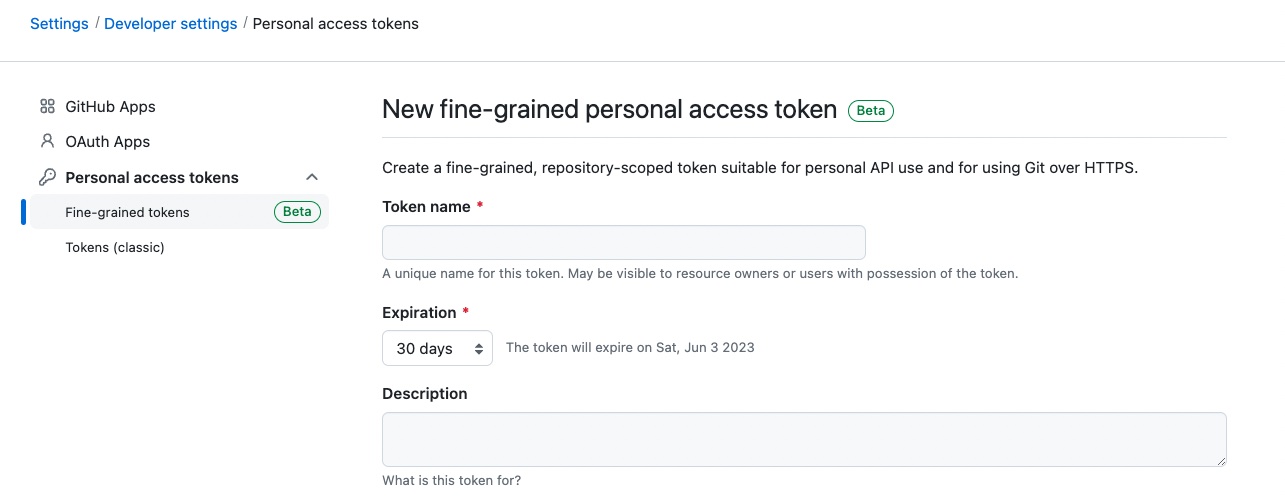 Settings / Developer settings / Personal access tokens
GitHub Apps
OAuth Apps
Personal access tokens
Fine-grained tokens Beta
Tokens (classic)
New fine-grained personal access token Beta
Create a fine-grained, repository-scoped token suitable for personal API use and for using Git over HTTPS.
Token name *
A unique name for this token. May be visible to resource owners or users with possession of the token.
Expiration *
30 days The token will expire on Sat, Jun 3 2023
Description
What is this token for?